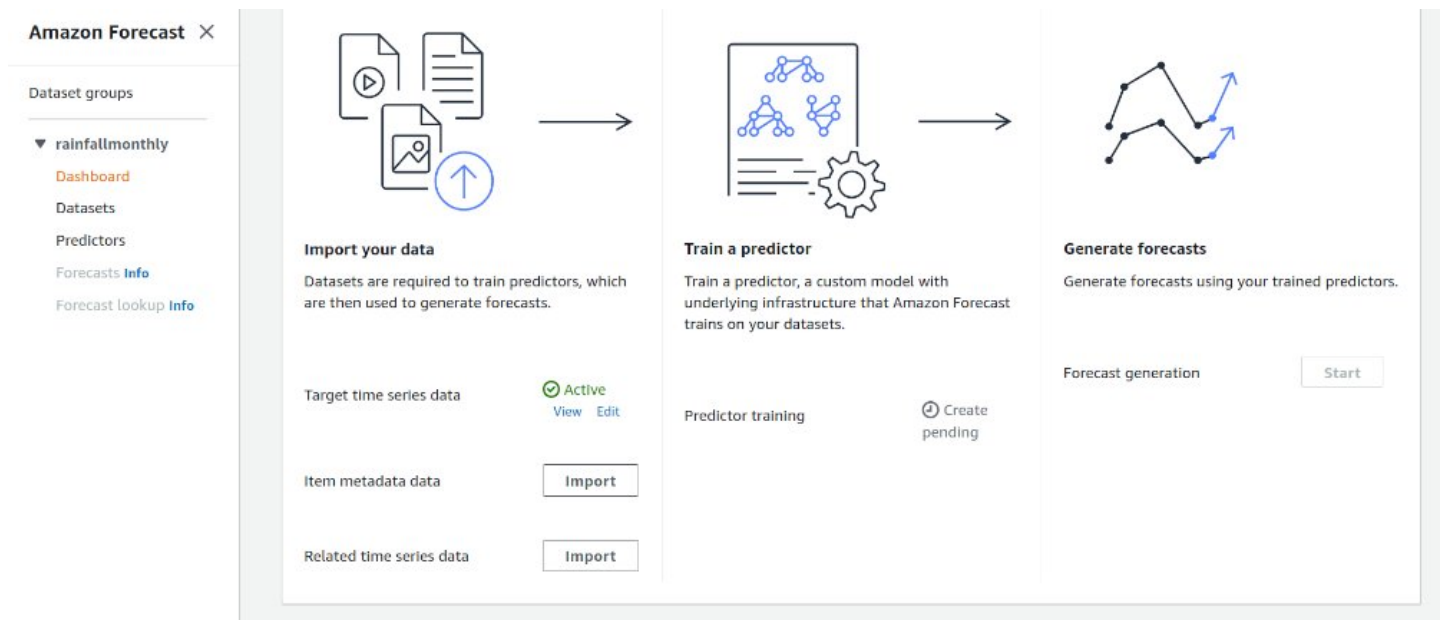 Amazon Forecast
Dataset groups
rainfallmonthly
Dashboard
Datasets
Predictors
Forecasts Info
Forecast lookup Info
Import your data
Datasets are required to train predictors, which
are then used to generate forecasts.
Target time series data
Active
View Edit
Item metadata data
Import
Related time series data
Import
Train a predictor
Train a predictor, a custom model with
underlying infrastructure that Amazon Forecast
trains on your datasets.
Predictor training
Create
pending
Generate forecasts
Generate forecasts using your trained predictors.
Forecast generation
Start